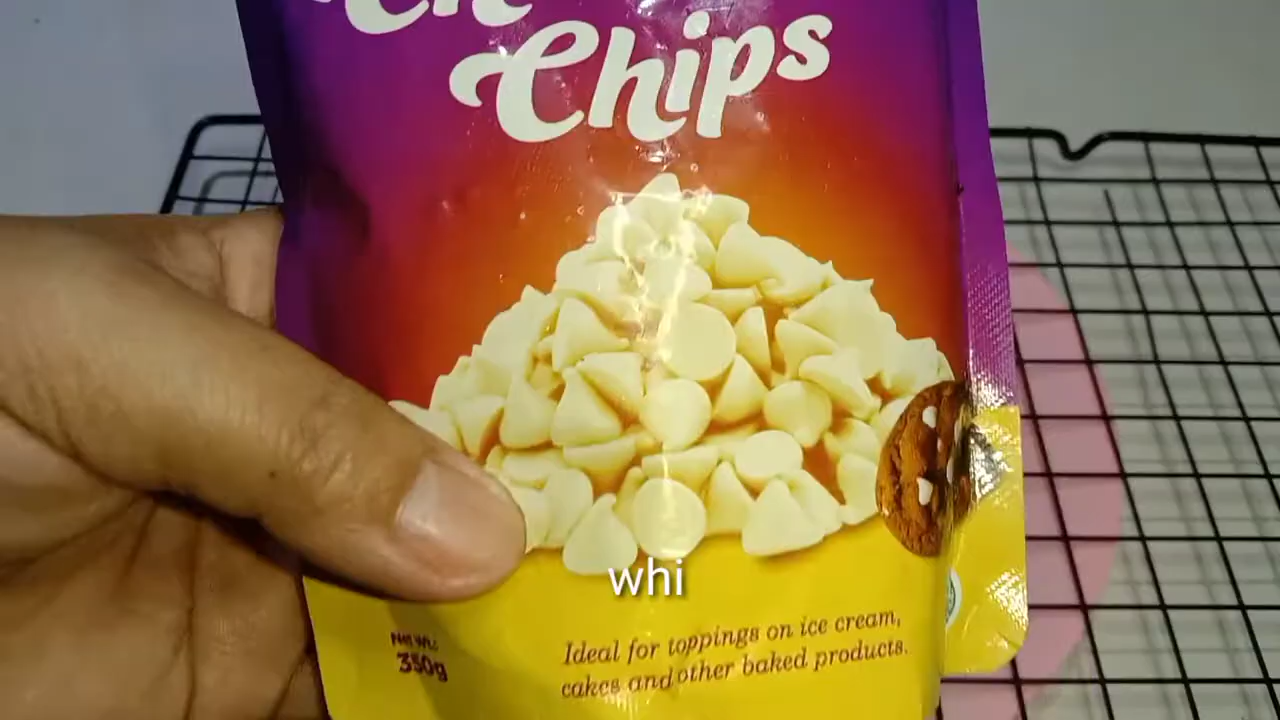 Chips
whi
NET WT.:
350g
Ideal for toppings on ice cream,
cakes and other baked products.